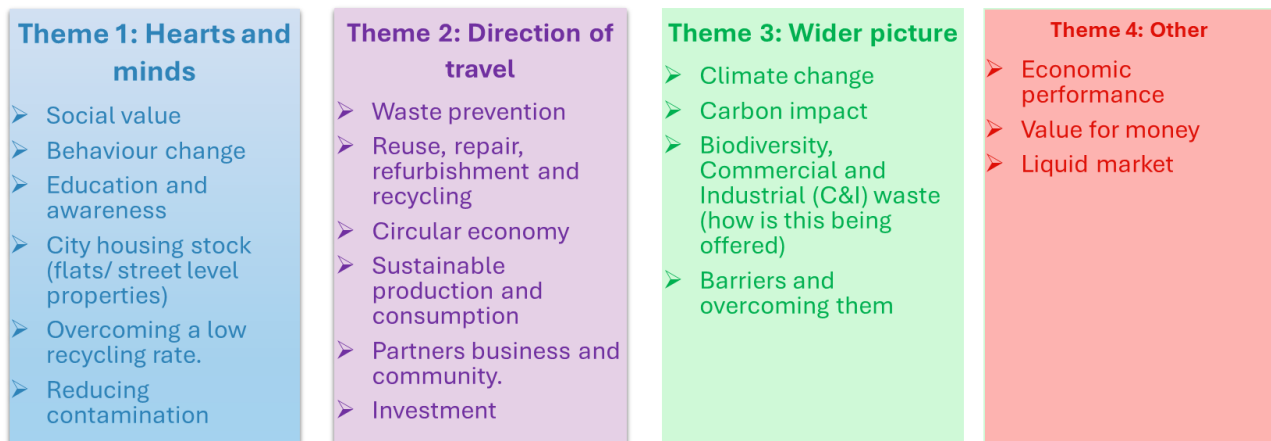 Theme 1: Hearts and
minds
➢ Social value
➢ Behaviour change
➢ Education and
awareness
➢ City housing stock
(flats/ street level
properties)
➢ Overcoming a low
recycling rate.
➢ Reducing
contamination
Theme 2: Direction of
travel
➢ Waste prevention
➢ Reuse, repair,
refurbishment and
recycling
➢ Circular economy
➢ Sustainable
production and
consumption
➢ Partners business and
community.
➢ Investment
Theme 3: Wider picture
➢ Climate change
➢ Carbon impact
➢ Biodiversity,
Commercial and
Industrial (C&I) waste
(how is this being
offered)
➢ Barriers and
overcoming them
Theme 4: Other
➢ Economic
performance
➢ Value for money
➢ Liquid market